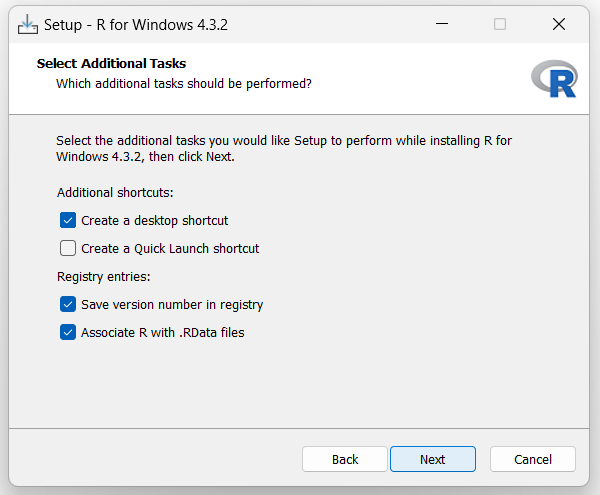 Setup - R for Windows 4.3.2
Select Additional Tasks
Which additional tasks should be performed?
R
Select the additional tasks you would like Setup to perform while installing R for
Windows 4.3.2, then click Next.
Additional shortcuts:
Create a desktop shortcut
Create a Quick Launch shortcut
Registry entries:
Save version number in registry
Associate R with .RData files
Back
Next
Cancel